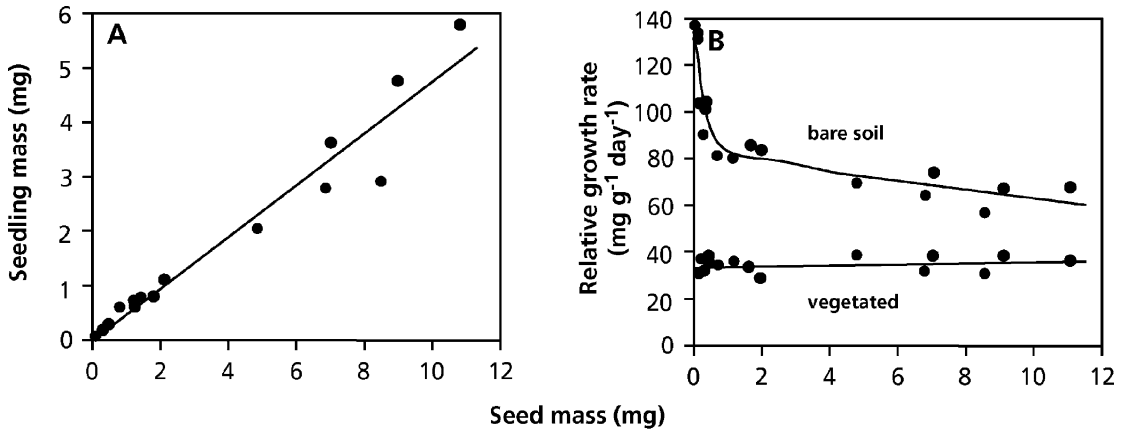 A
Seedling mass (mg)
6
5
4
3
2
1
0
0 2 4 6 8 10 12
B
Relative growth rate
(mg g⁻¹ day⁻¹)
140
120
100
80
60
40
20
0
bare soil
vegetated
0 2 4 6 8 10 12
Seed mass (mg)